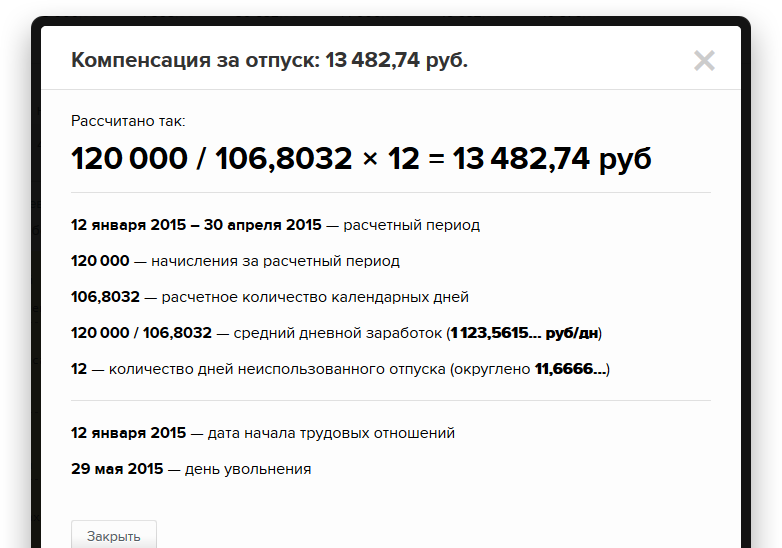 Компенсация за отпуск: 13 482,74 руб.
Рассчитано так:
120 000 / 106,8032 × 12 = 13 482,74 руб
12 января 2015 – 30 апреля 2015 — расчетный период
120 000 — начисления за расчетный период
106,8032 — расчетное количество календарных дней
120 000 / 106,8032 — средний дневной заработок (1 123,5615... руб/дн)
12 — количество дней неиспользованного отпуска (округлено 11,6666...)
12 января 2015 — дата начала трудовых отношений
29 мая 2015 — день увольнения
Закрыть